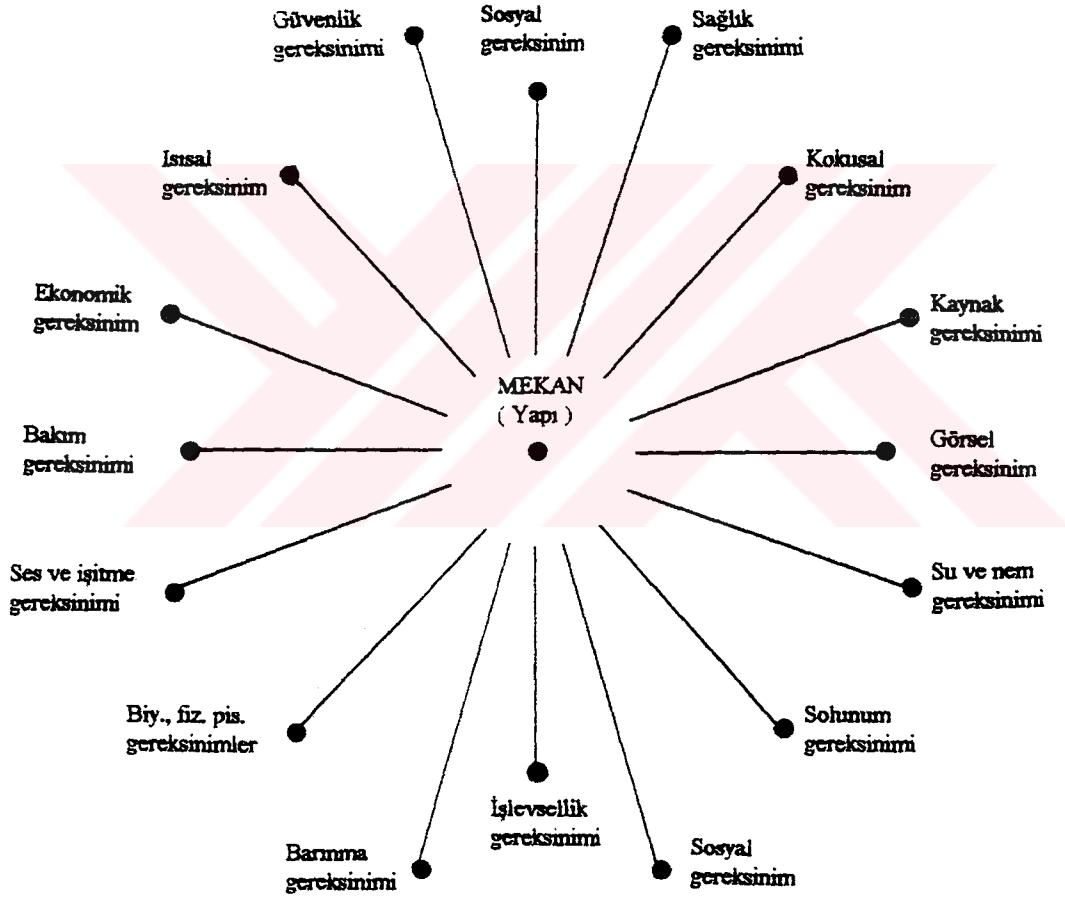 Güvenlik
gereksinimi
Sosyal
gereksinim
Sağlık
gereksinimi
Isısal
gereksinim
Kokusal
gereksinim
Ekonomik
gereksinim
Kaynak
gereksinimi
MEKAN
( Yapı )
Bakım
gereksinimi
Görsel
gereksinim
Ses ve işitme
gereksinimi
Su ve nem
gereksinimi
Biy., fiz. pis.
gereksinimler
Solunum
gereksinimi
İşlevsellik
gereksinimi
Barınma
gereksinimi
Sosyal
gereksinim